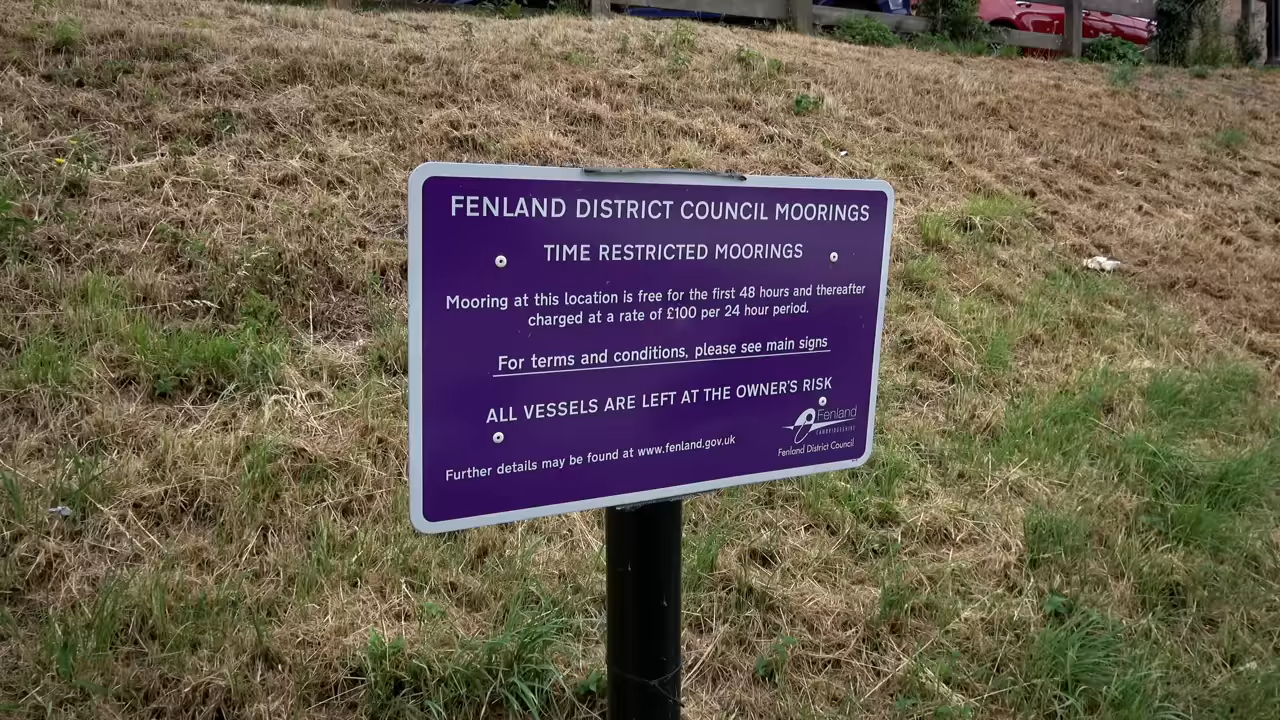 FENLAND DISTRICT COUNCIL MOORINGS
TIME RESTRICTED MOORINGS
Mooring at this location is free for the first 48 hours and thereafter
charged at a rate of £100 per 24 hour period.
For terms and conditions, please see main signs
ALL VESSELS ARE LEFT AT THE OWNER'S RISK
Fenland
CAMBRIDGESHIRE
Fenland District Council
Further details may be found at www.fenland.gov.uk